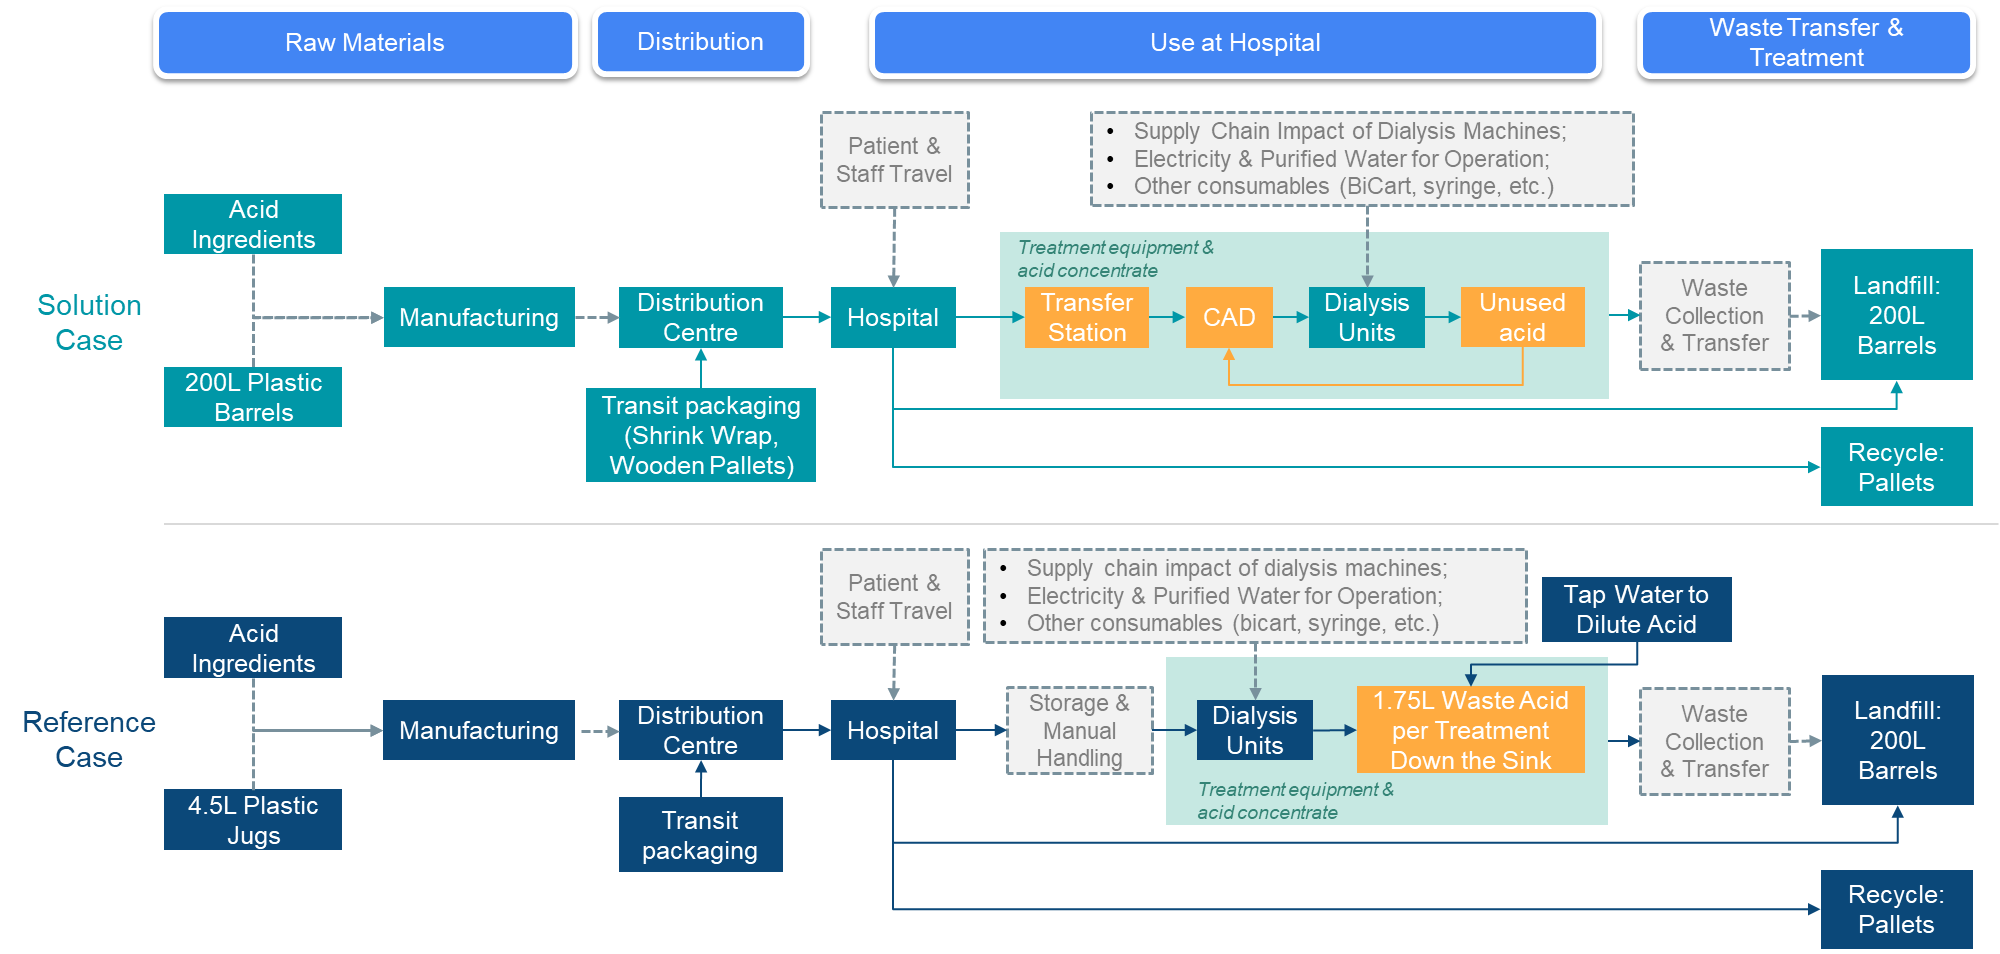 Raw Materials
Distribution
Use at Hospital
Waste Transfer &
Treatment
Solution
Case
Acid
Ingredients
200L Plastic
Barrels
Manufacturing
Distribution
Centre
Transit packaging
(Shrink Wrap,
Wooden Pallets)
Patient &
Staff Travel
Hospital
• Supply Chain Impact of Dialysis Machines;
• Electricity & Purified Water for Operation;
• Other consumables (BiCart, syringe, etc.)
Treatment equipment &
acid concentrate
Transfer
Station
CAD
Dialysis
Units
Unused
acid
Waste
Collection
& Transfer
Landfill:
200L
Barrels
Recycle:
Pallets
Reference
Case
Acid
Ingredients
4.5L Plastic
Jugs
Manufacturing
Distribution
Centre
Transit
packaging
Patient &
Staff Travel
Hospital
• Supply chain impact of dialysis machines;
• Electricity & Purified Water for Operation;
• Other consumables (bicart, syringe, etc.)
Tap Water to
Dilute Acid
Storage &
Manual
Handling
Dialysis
Units
1.75L Waste Acid
per Treatment
Down the Sink
Treatment equipment &
acid concentrate
Waste
Collection
& Transfer
Landfill:
200L
Barrels
Recycle:
Pallets